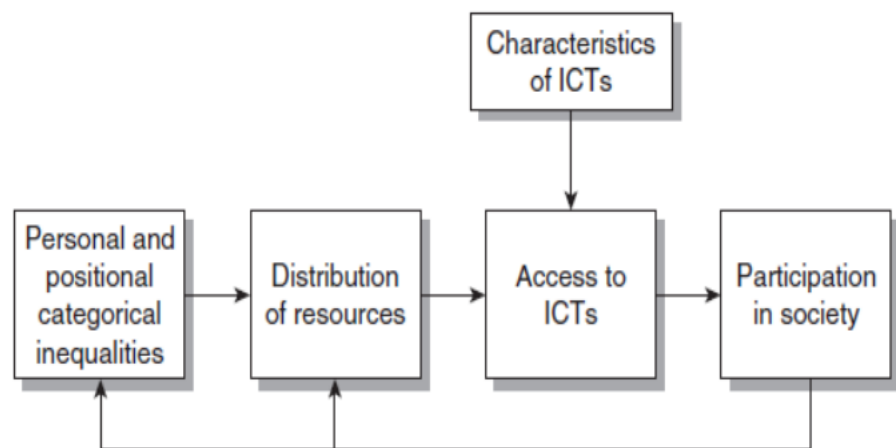 Characteristics
of ICTs
Personal and
positional
categorical
inequalities
Distribution
of resources
Access to
ICTs
Participation
in society